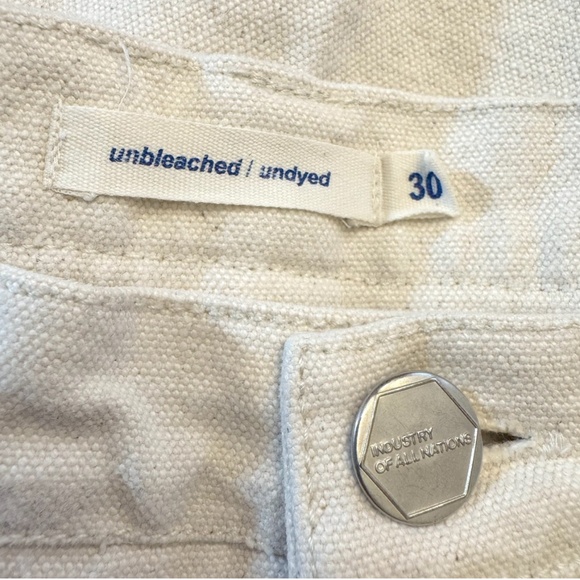 unbleached / undyed
30
INDUSTRY
OF ALL NATIONS